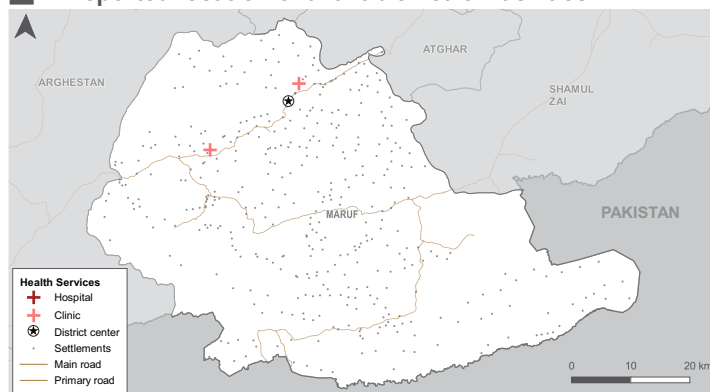 ARGHESTAN
ATGHAR
SHAMUL
ZAI
MARUF
PAKISTAN
Health Services
Hospital
Clinic
District center
Settlements
Main road
Primary road
0 10 20 km